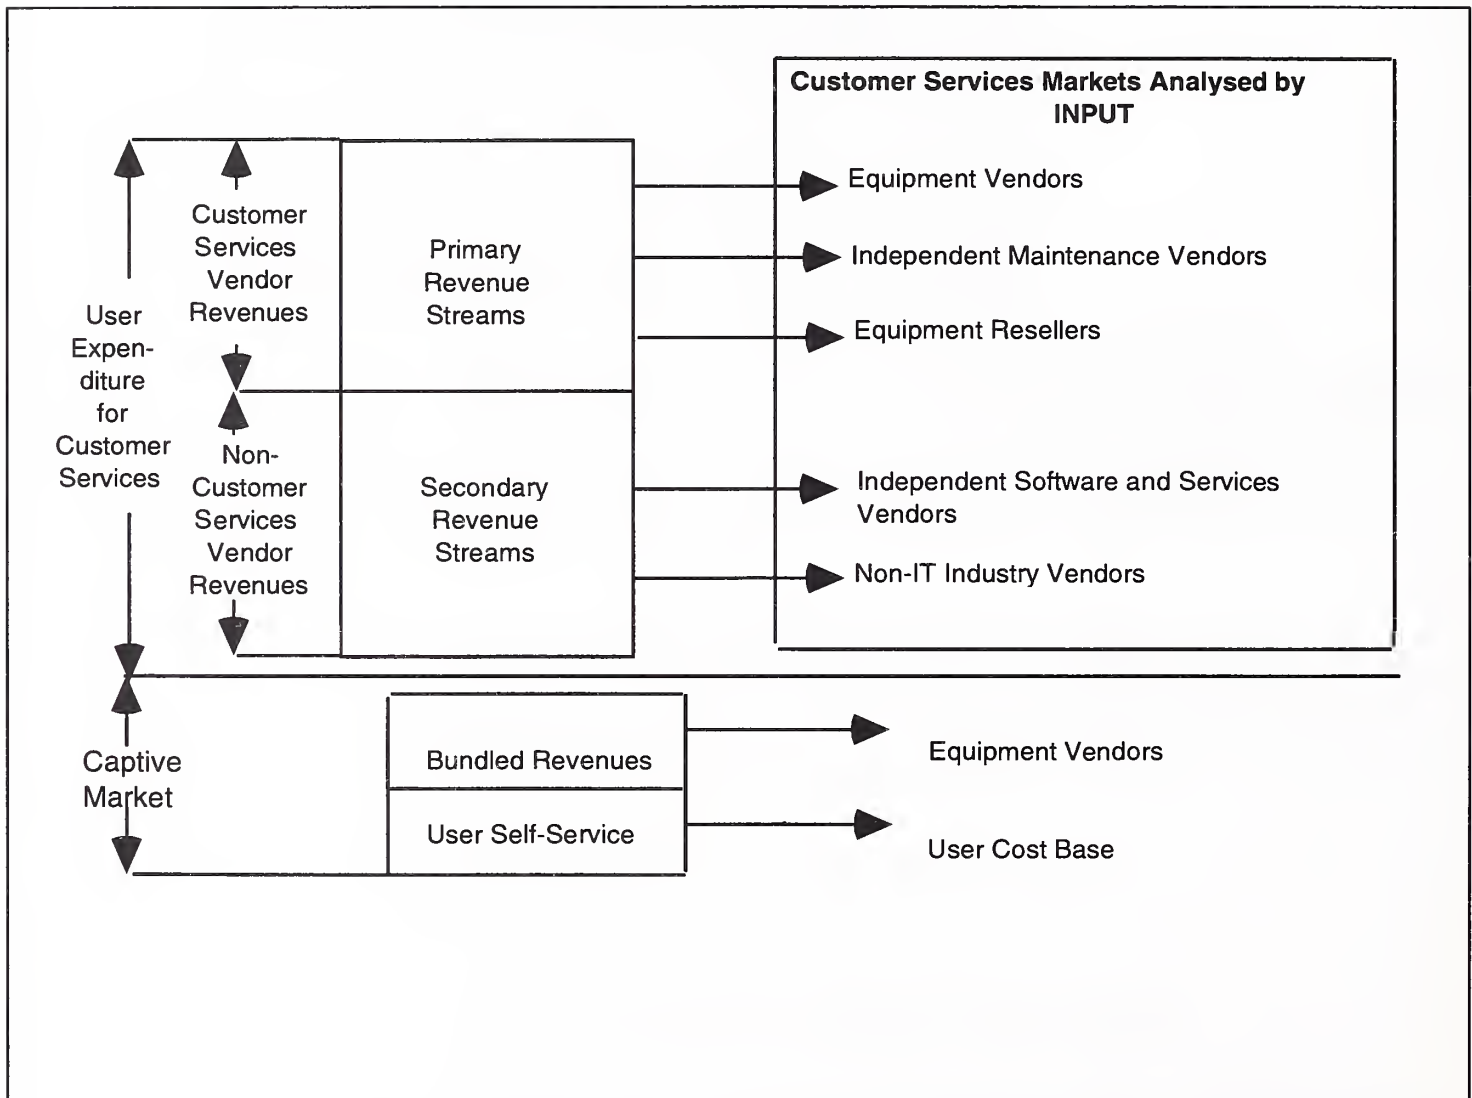 Customer Services Markets Analysed by
INPUT
Equipment Vendors
Independent Maintenance Vendors
Equipment Resellers
Independent Software and Services
Vendors
Non-IT Industry Vendors
User
Expen-
diture
for
Customer
Services
Customer
Services
Vendor
Revenues
Non-
Customer
Services
Vendor
Revenues
Primary
Revenue
Streams
Secondary
Revenue
Streams
Captive
Market
Bundled Revenues
User Self-Service
Equipment Vendors
User Cost Base